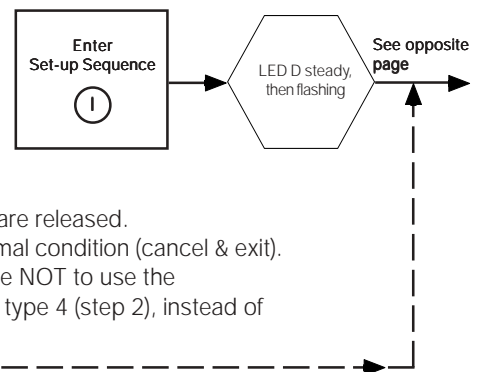 Enter
Set-up Sequence
I
LED D steady,
then flashing
See opposite
page
are released.
mal condition (cancel & exit).
e NOT to use the
type 4 (step 2), instead of